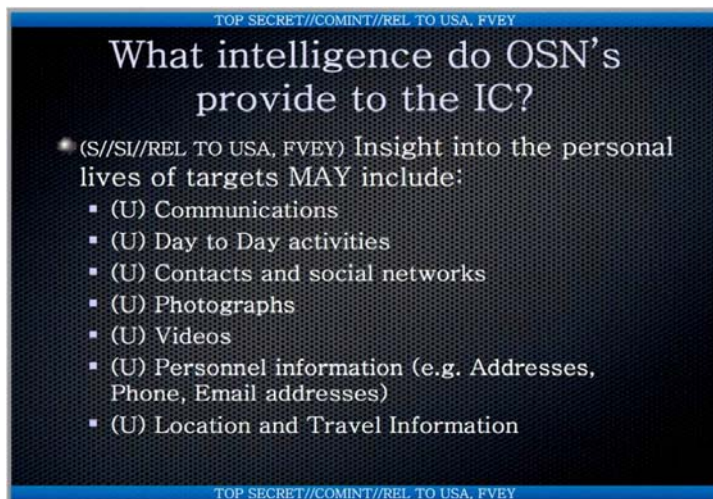 TOP SECRET//COMINT//REL TO USA, FVEY
What intelligence do OSN's
provide to the IC?
(S//SI//REL TO USA, FVEY) Insight into the personal
lives of targets MAY include:
▪ (U) Communications
▪ (U) Day to Day activities
▪ (U) Contacts and social networks
▪ (U) Photographs
▪ (U) Videos
▪ (U) Personnel information (e.g. Addresses,
Phone, Email addresses)
▪ (U) Location and Travel Information
TOP SECRET//COMINT//REL TO USA, FVEY